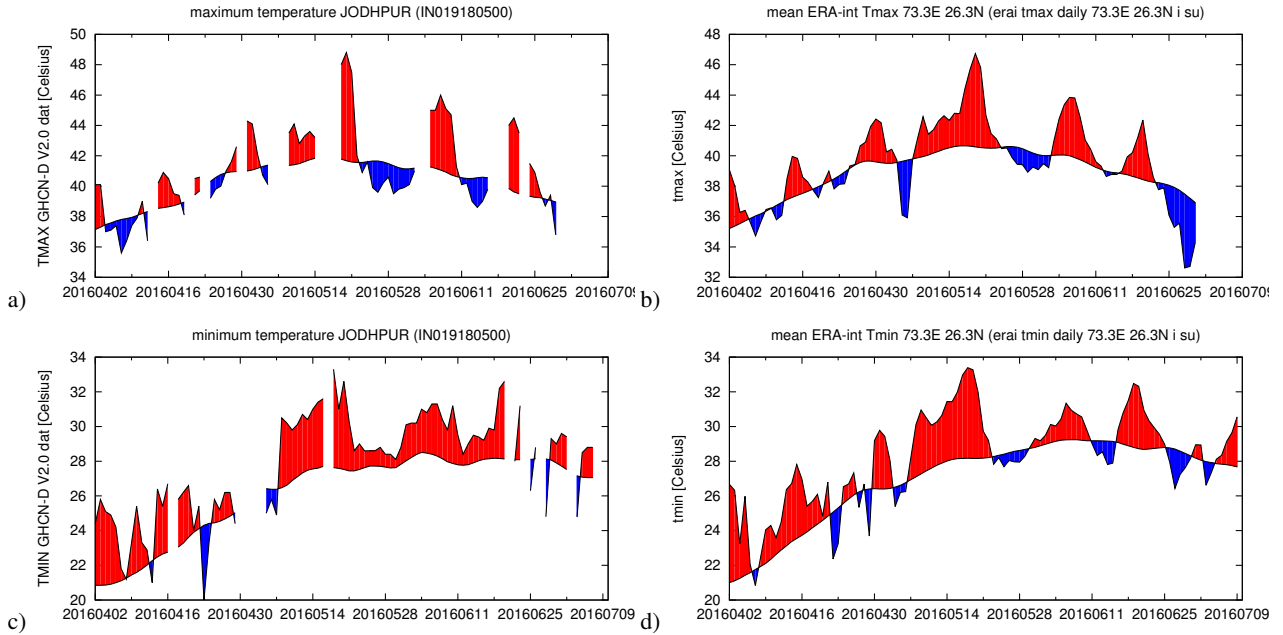 maximum temperature JODHPUR (IN019180500)
TMAX GHCN-D V2.0 dat [Celsius]
50
48
46
44
42
40
38
36
34
20160402 20160416 20160430 20160514 20160528 20160611 20160625 20160709
a)
mean ERA-int Tmax 73.3E 26.3N (erai tmax daily 73.3E 26.3N i su)
tmax [Celsius]
48
46
44
42
40
38
36
34
32
20160402 20160416 20160430 20160514 20160528 20160611 20160625 20160709
b)
minimum temperature JODHPUR (IN019180500)
TMIN GHCN-D V2.0 dat [Celsius]
34
32
30
28
26
24
22
20
20160402 20160416 20160430 20160514 20160528 20160611 20160625 20160709
c)
mean ERA-int Tmin 73.3E 26.3N (erai tmin daily 73.3E 26.3N i su)
tmin [Celsius]
34
32
30
28
26
24
22
20
20160402 20160416 20160430 20160514 20160528 20160611 20160625 20160709
d)